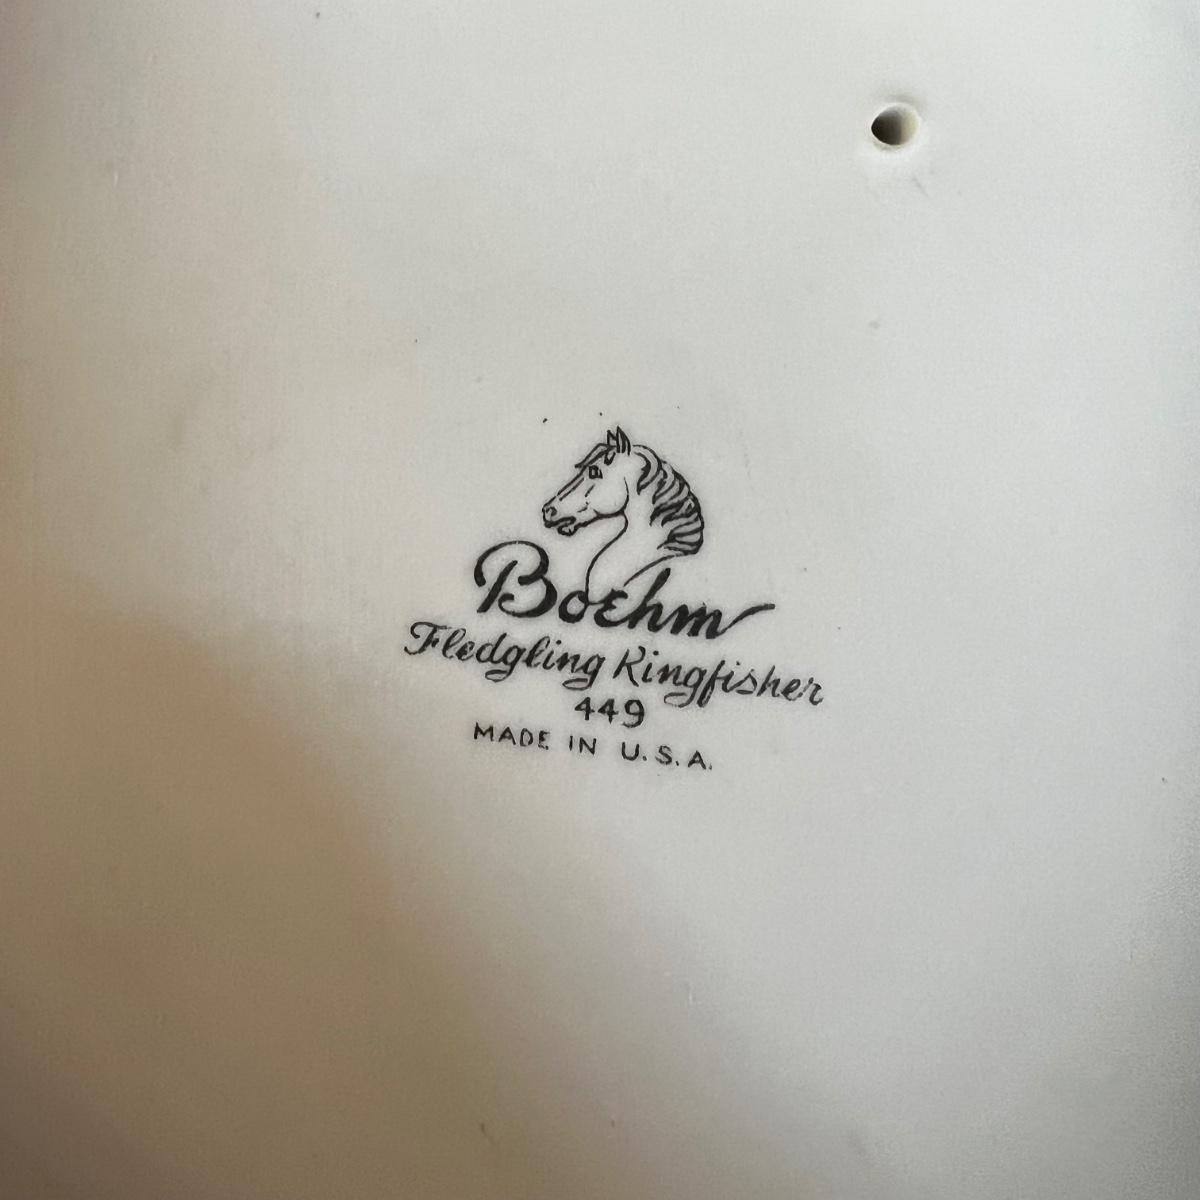 Boehm
Fledgling Kingfisher
449
MADE IN U.S.A.